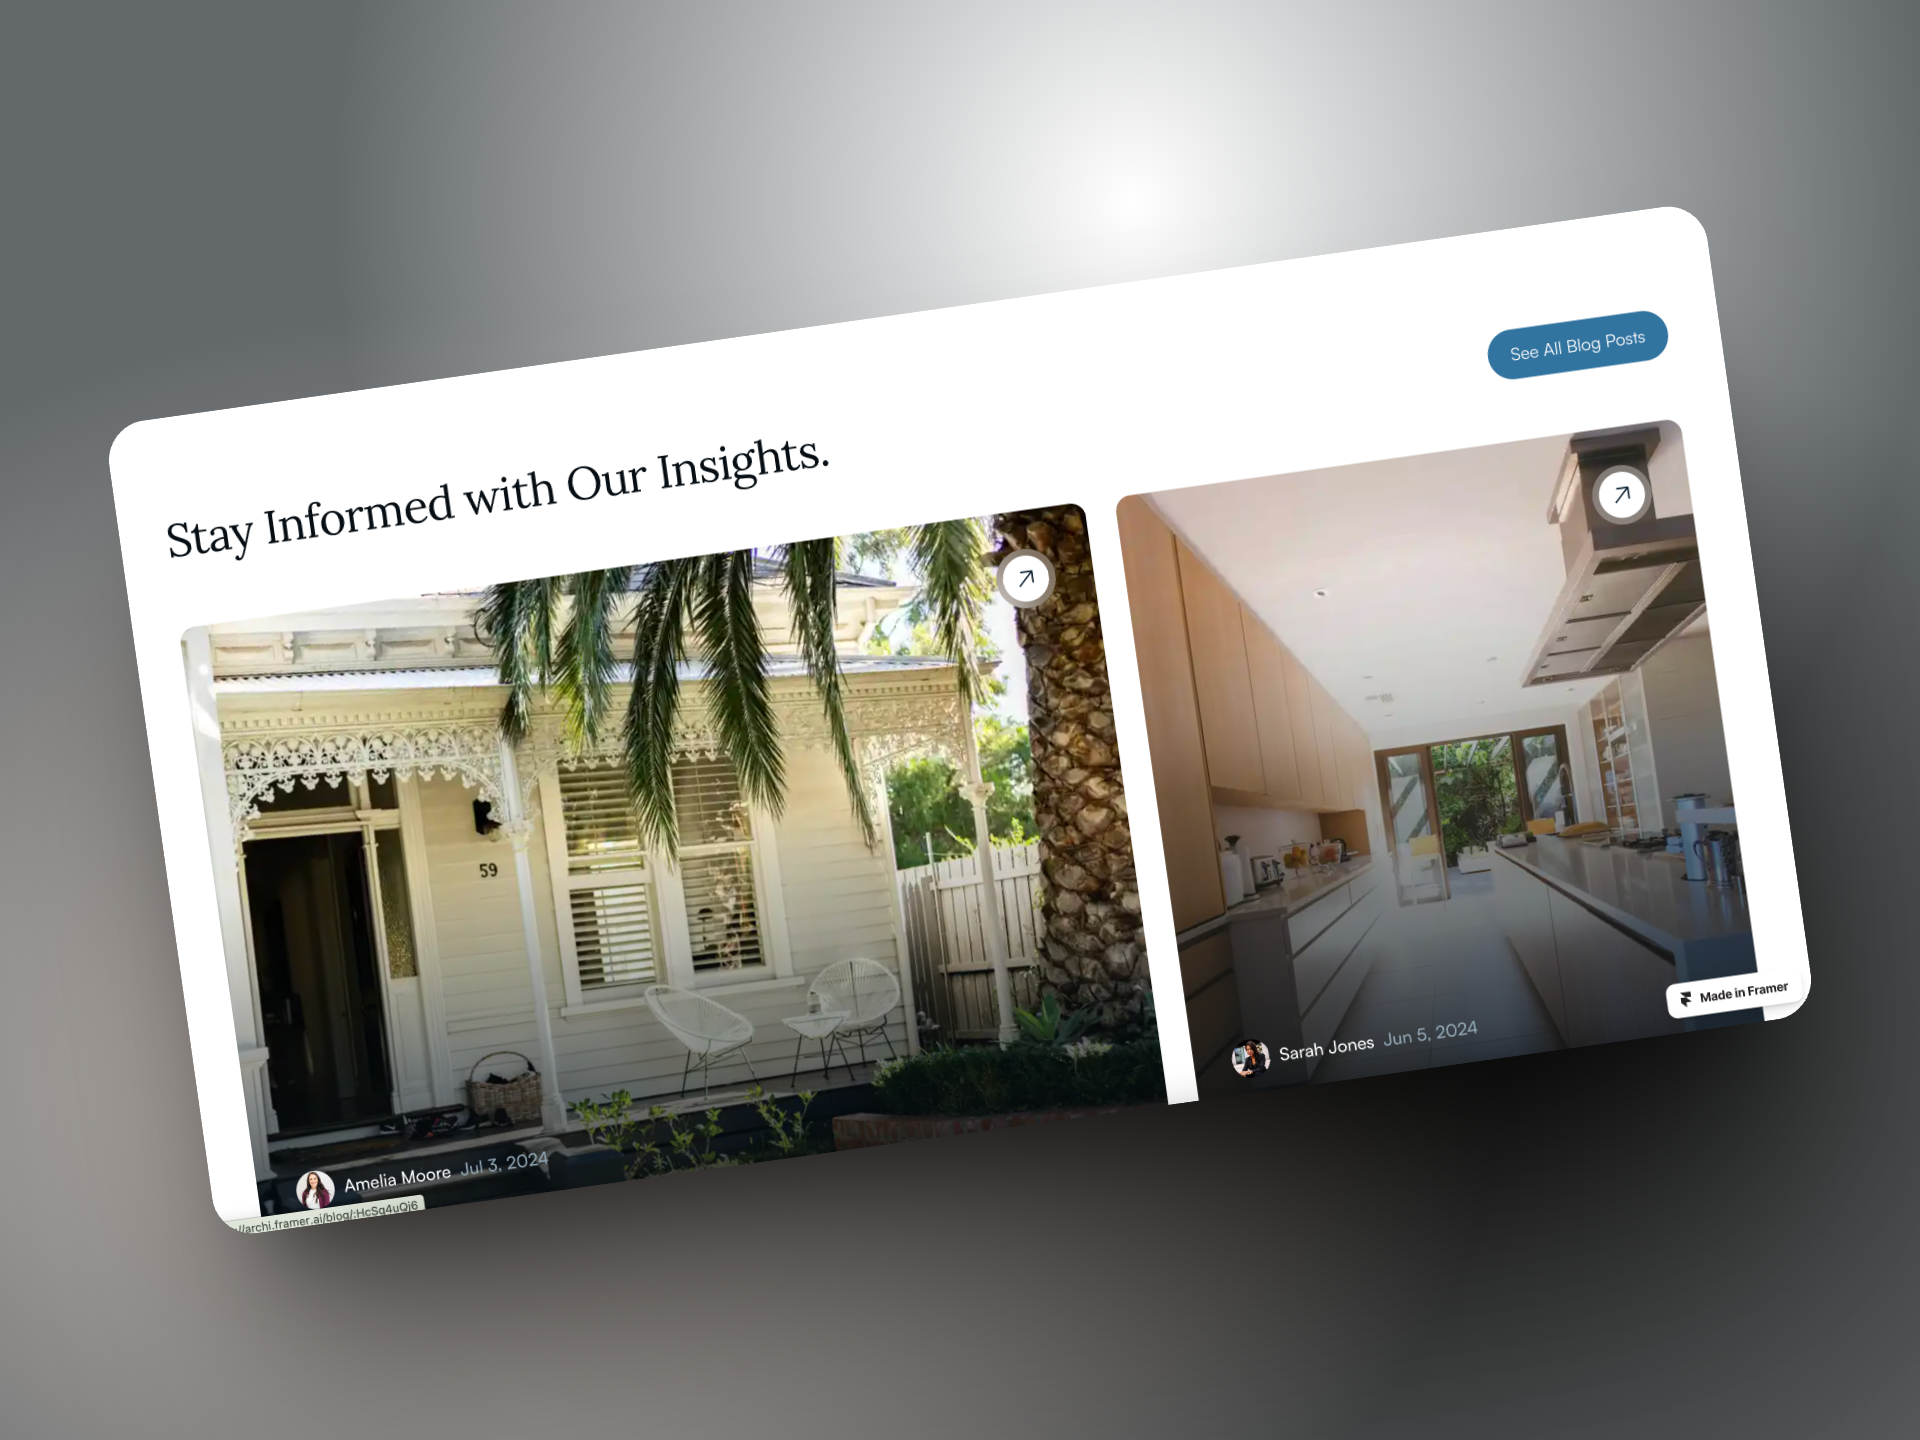 See All Blog Posts
Stay Informed with Our Insights.
59
Amelia Moore Jul 3, 2024
Sarah Jones Jun 5, 2024
Made in Framer
//archi.framer.ai/blog/:HcSg4uQj6